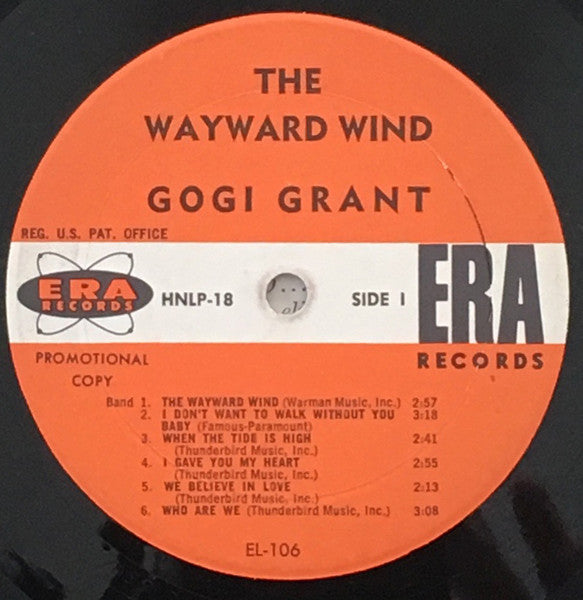 THE
WAYWARD WIND
GOGI GRANT
REG. U.S. PAT. OFFICE
ERA
RECORDS
HNLP-18
SIDE I
ERA
RECORDS
PROMOTIONAL
COPY
Band 1. THE WAYWARD WIND (Warman Music, Inc.) 2:57
2. I DON'T WANT TO WALK WITHOUT YOU 3:18
BABY (Famous-Paramount)
3. WHEN THE TIDE IS HIGH 2:41
(Thunderbird Music, Inc.)
4. I GAVE YOU MY HEART 2:55
(Thunderbird Music, Inc.)
5. WE BELIEVE IN LOVE 2:13
(Thunderbird Music, Inc.)
6. WHO ARE WE (Thunderbird Music, Inc.) 3:08
EL-106